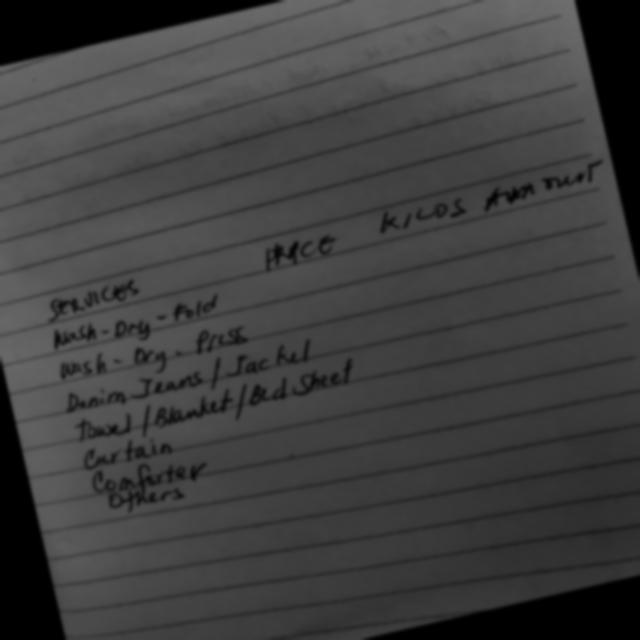 SERVICES PRICE KILOS AMOUNT
Wash-Dry-Fold
Wash-Dry-Press
Denim Jeans/Jacket
Towel/Blanket/Bed Sheet
Curtain
Comforter
Others